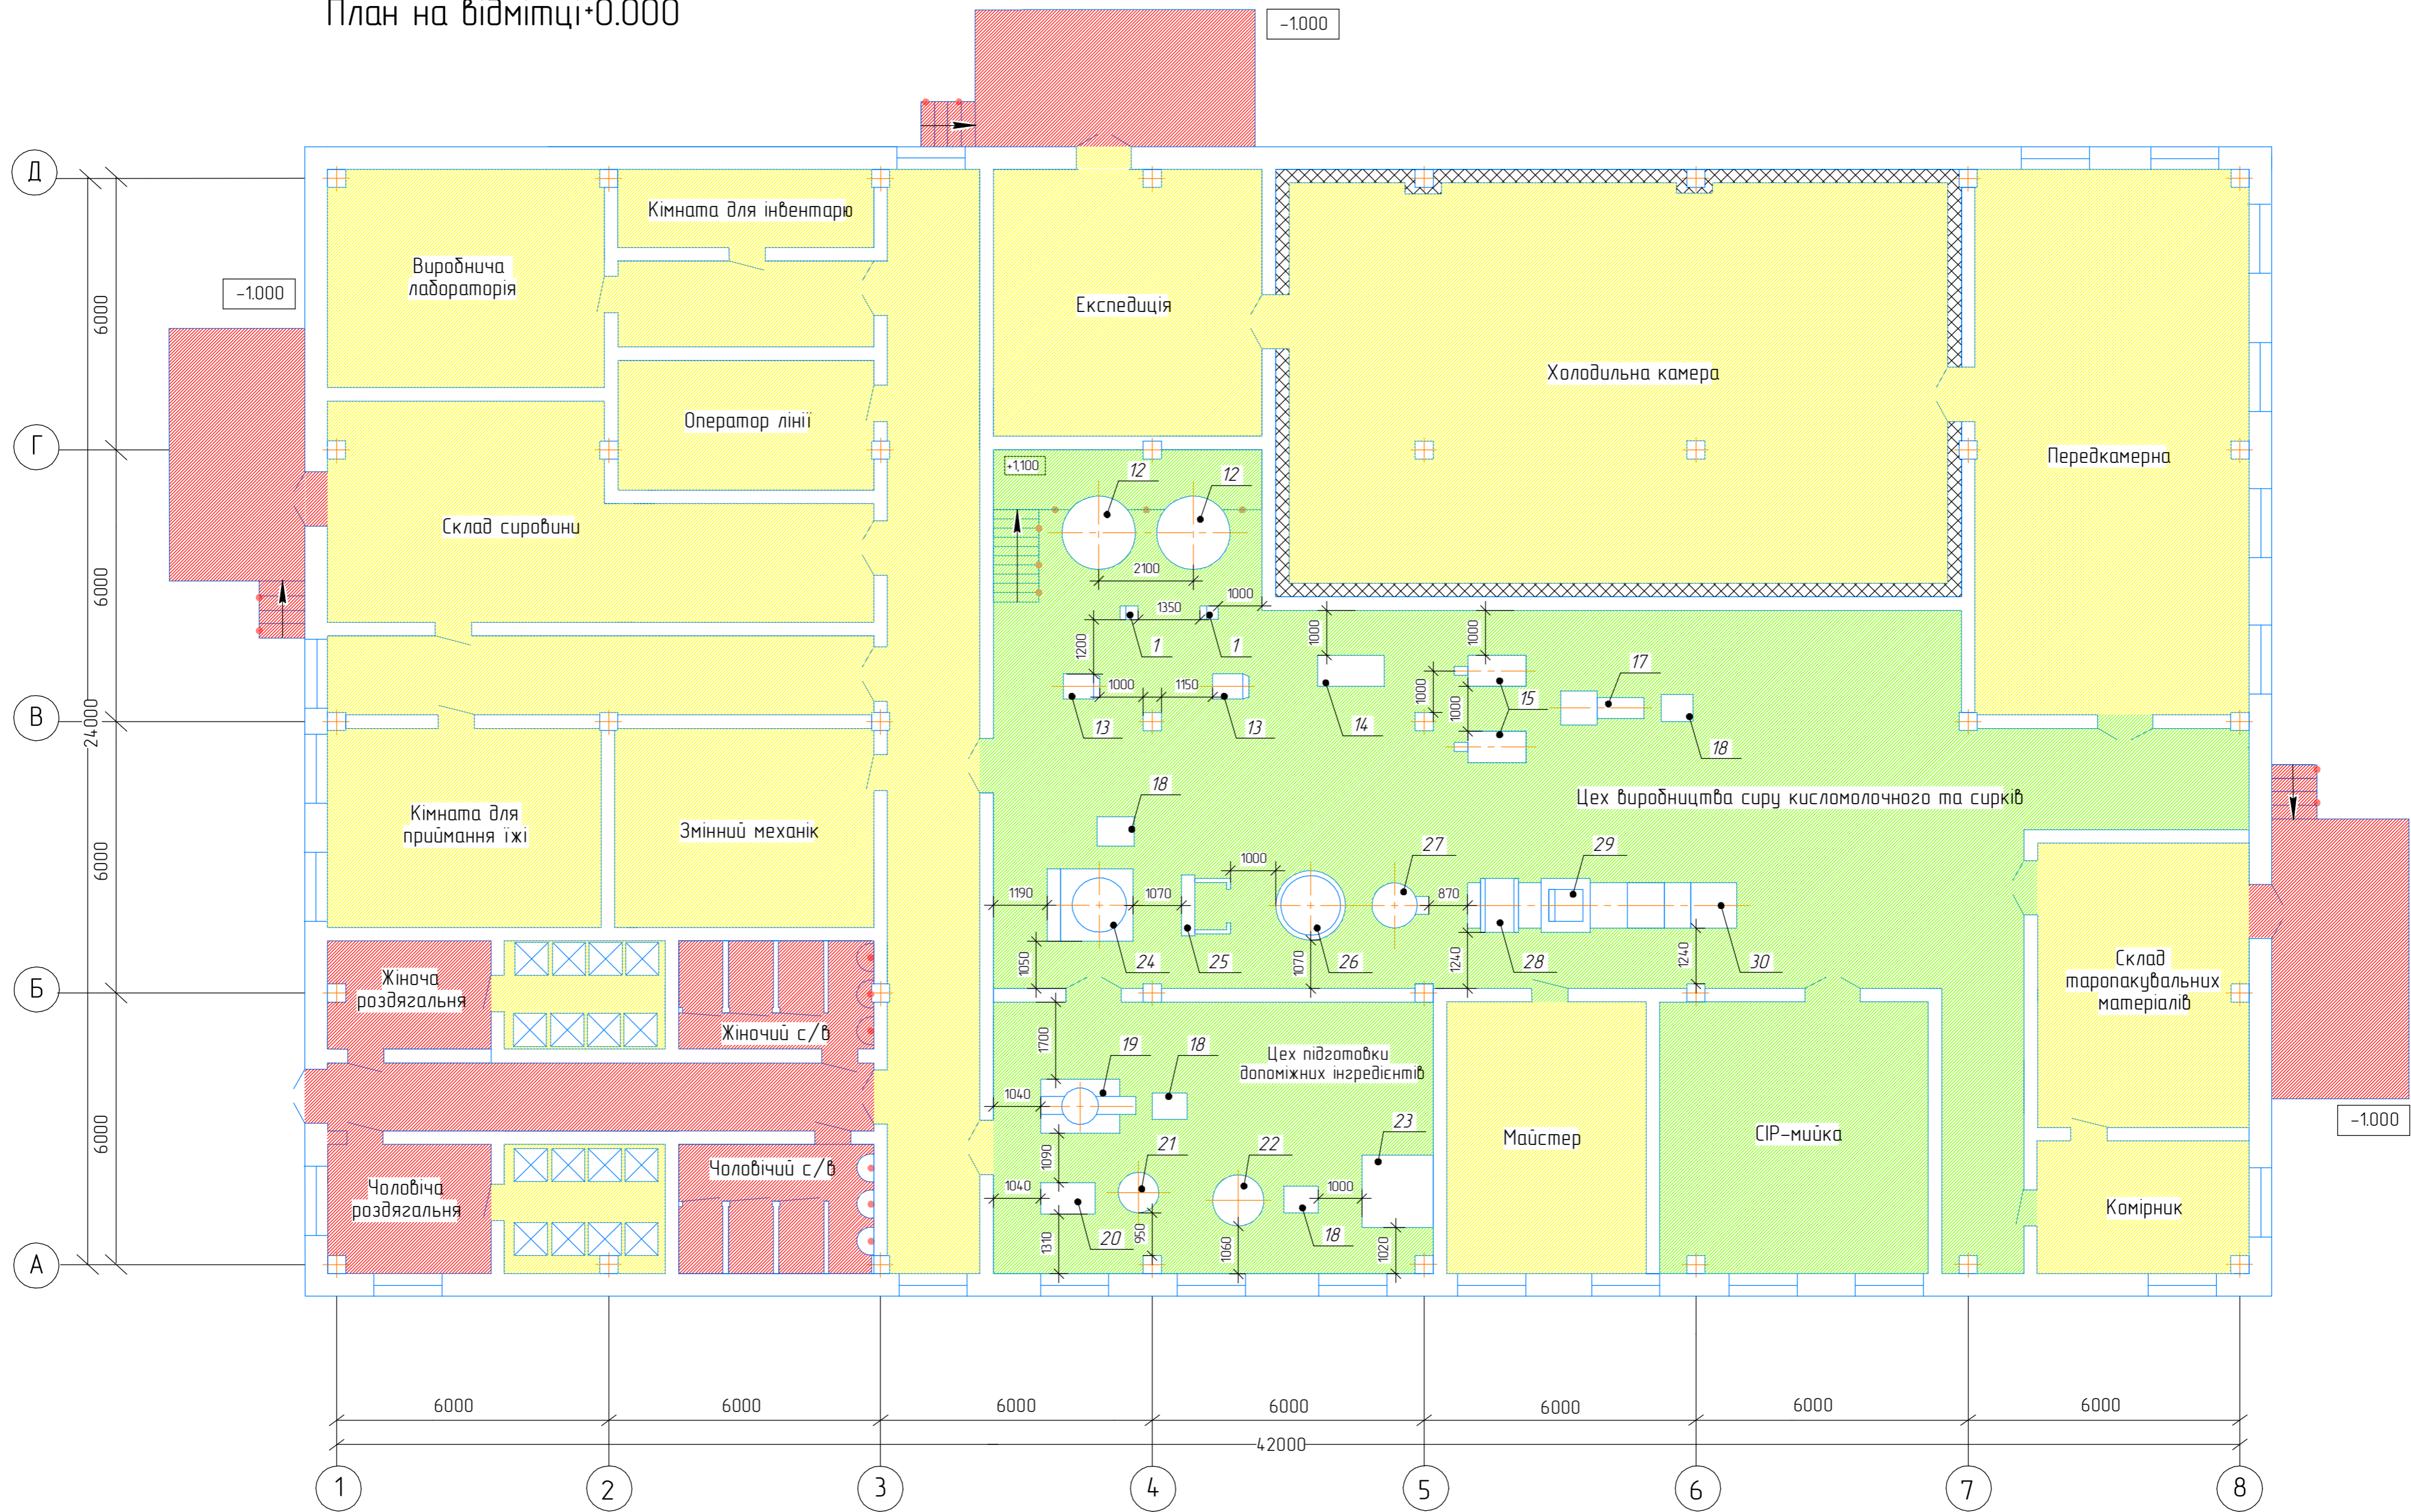 План на відмітці+0.000
-1.000
Д
Кімната для інвентарю
Виробнича
лабораторія
-1.000
Експедиція
6000
Холодильна камера
Оператор лінії
Г
Передкамерна
+1,100
12
12
Склад сировини
2100
6000
1000
1350
1200
1
1
1000
1000
1000
1150
13
13
14
1000
1000
15
17
18
В
24000
18
Цех виробництва сиру кисломолочного та сирків
Кімната для
приймання їжі
Змінний механік
6000
27
29
1000
1190
1070
870
1050
24
25
1070
26
1240
28
1240
30
Б
Жіноча
роздягальня
Жіночий с/в
Склад
таропакувальних
матеріалів
1700
19
18
Цех підготовки
допоміжних інгредієнтів
1040
-1.000
6000
1090
21
22
23
Майстер
CIP-мийка
Чоловічий с/в
Чоловіча
роздягальня
1040
1000
Комірник
1310
20
950
1060
18
1020
А
6000
6000
6000
6000
6000
6000
6000
42000
1
2
3
4
5
6
7
8